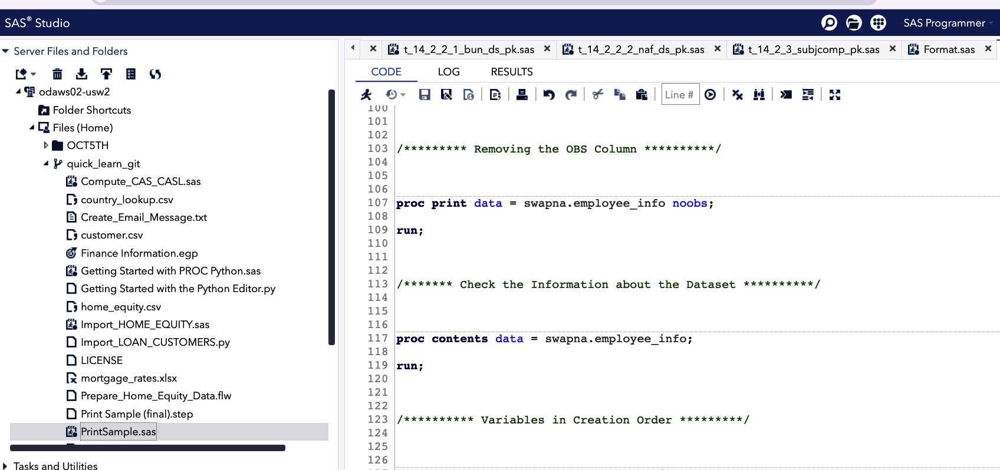 SAS® Studio
SAS Programmer
Server Files and Folders
odaws02-usw2
Folder Shortcuts
Files (Home)
OCT5TH
quick_learn_git
Compute_CAS_CASL.sas
country_lookup.csv
Create_Email_Message.txt
customer.csv
Finance Information.egp
Getting Started with PROC Python.sas
Getting Started with the Python Editor.py
home_equity.csv
Import_HOME_EQUITY.sas
Import_LOAN_CUSTOMERS.py
LICENSE
mortgage_rates.xlsx
Prepare_Home_Equity_Data.flw
Print Sample (final).step
PrintSample.sas
Tasks and Utilities
t_14_2_2_1_bun_ds_pk.sas
t_14_2_2_2_naf_ds_pk.sas
t_14_2_3_subjcomp_pk.sas
Format.sas
CODE LOG RESULTS
Line #
100
101
102
103 /********* Removing the OBS Column **********/
104
105
106
107 proc print data = swapna.employee_info noobs;
108
109 run;
110
111
112
113 /******* Check the Information about the Dataset **********/
114
115
116
117 proc contents data = swapna.employee_info;
118
119 run;
120
121
122
123 /********** Variables in Creation Order *********/
124
125
126